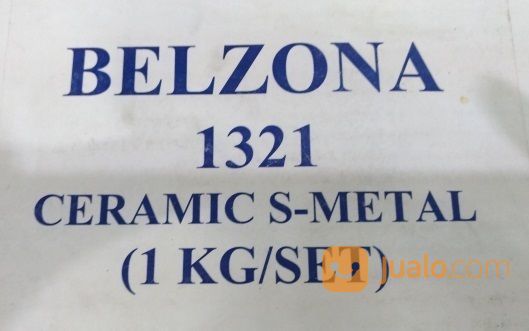 BELZONA
1321
CERAMIC S-METAL
(1 KG/SET)
jualo.com